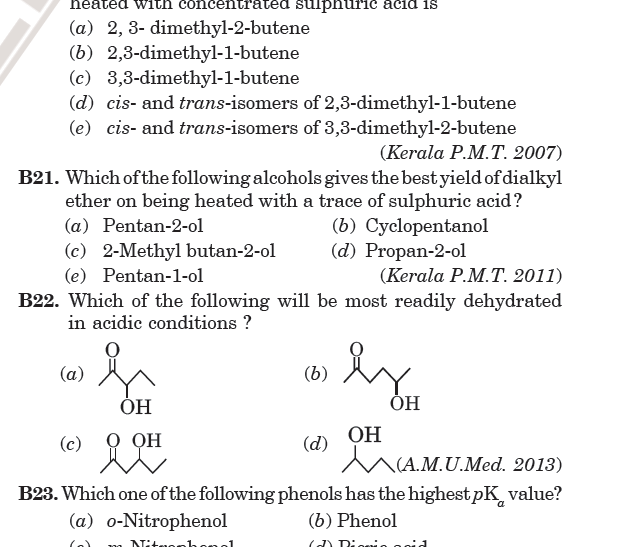 heated with concentrated sulphuric acid is
(a) 2, 3- dimethyl-2-butene
(b) 2,3-dimethyl-1-butene
(c) 3,3-dimethyl-1-butene
(d) cis- and trans-isomers of 2,3-dimethyl-1-butene
(e) cis- and trans-isomers of 3,3-dimethyl-2-butene
(Kerala P.M.T. 2007)
B21. Which of the following alcohols gives the best yield of dialkyl
ether on being heated with a trace of sulphuric acid?
(a) Pentan-2-ol (b) Cyclopentanol
(c) 2-Methyl butan-2-ol (d) Propan-2-ol
(e) Pentan-1-ol (Kerala P.M.T. 2011)
B22. Which of the following will be most readily dehydrated
in acidic conditions ?
O O
(a) (b)
OH OH
(c) O OH (d) OH
(A.M.U.Med. 2013)
B23. Which one of the following phenols has the highest pKa value?
(a) o-Nitrophenol (b) Phenol
(c) m-Nitrophenol (d) Picric acid